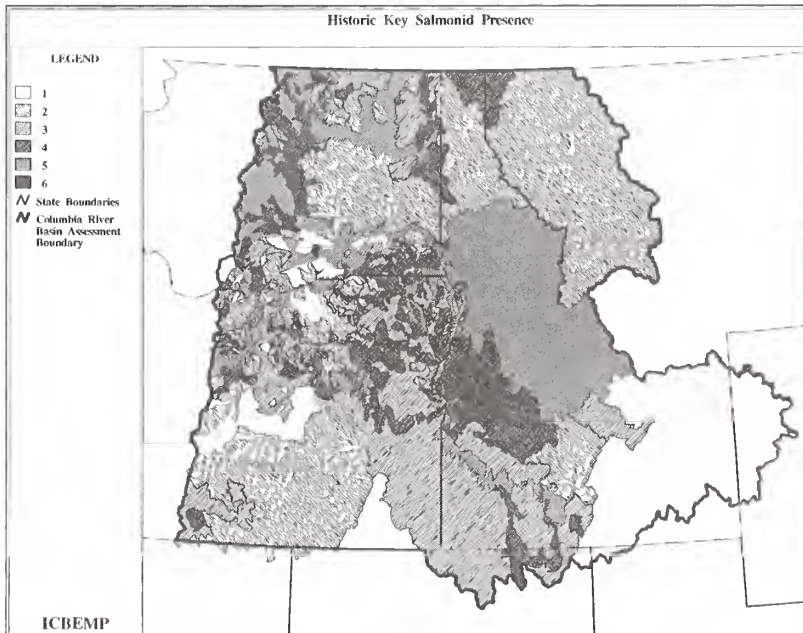 Historic Key Salmonid Presence
LEGEND
1
2
3
4
5
6
State Boundaries
Columbia River
Basin Assessment
Boundary
ICBEMP